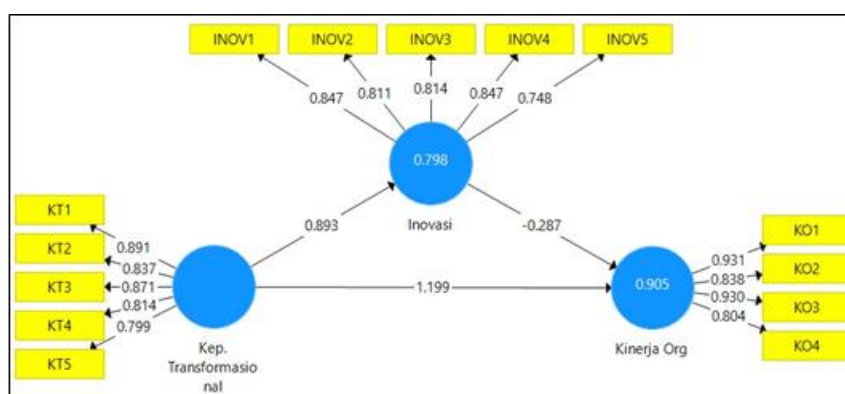 INOV1
INOV2
INOV3
INOV4
INOV5
0.847
0.811
0.814
0.847
0.748
0.798
Inovasi
KT1
KT2
KT3
KT4
KT5
0.891
0.837
0.871
0.814
0.799
0.893
-0.287
1.199
Kep.
Transformasio
nal
0.905
Kinerja Org
0.931
0.838
0.930
0.804
KO1
KO2
KO3
KO4